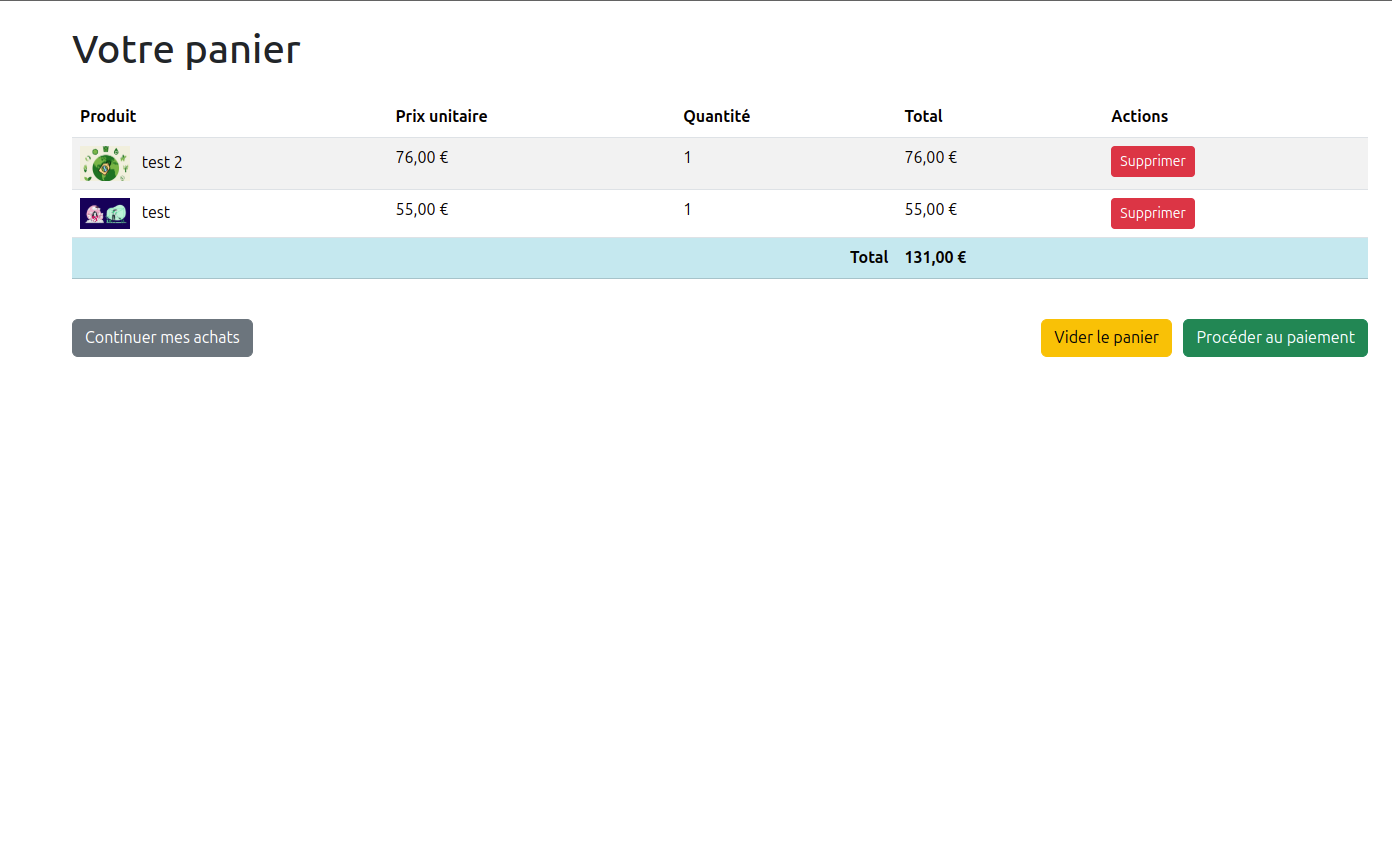 Votre panier
Produit Prix unitaire Quantité Total Actions
test 2 76,00 € 1 76,00 € Supprimer
test 55,00 € 1 55,00 € Supprimer
Total 131,00 €
Continuer mes achats Vider le panier Procéder au paiement